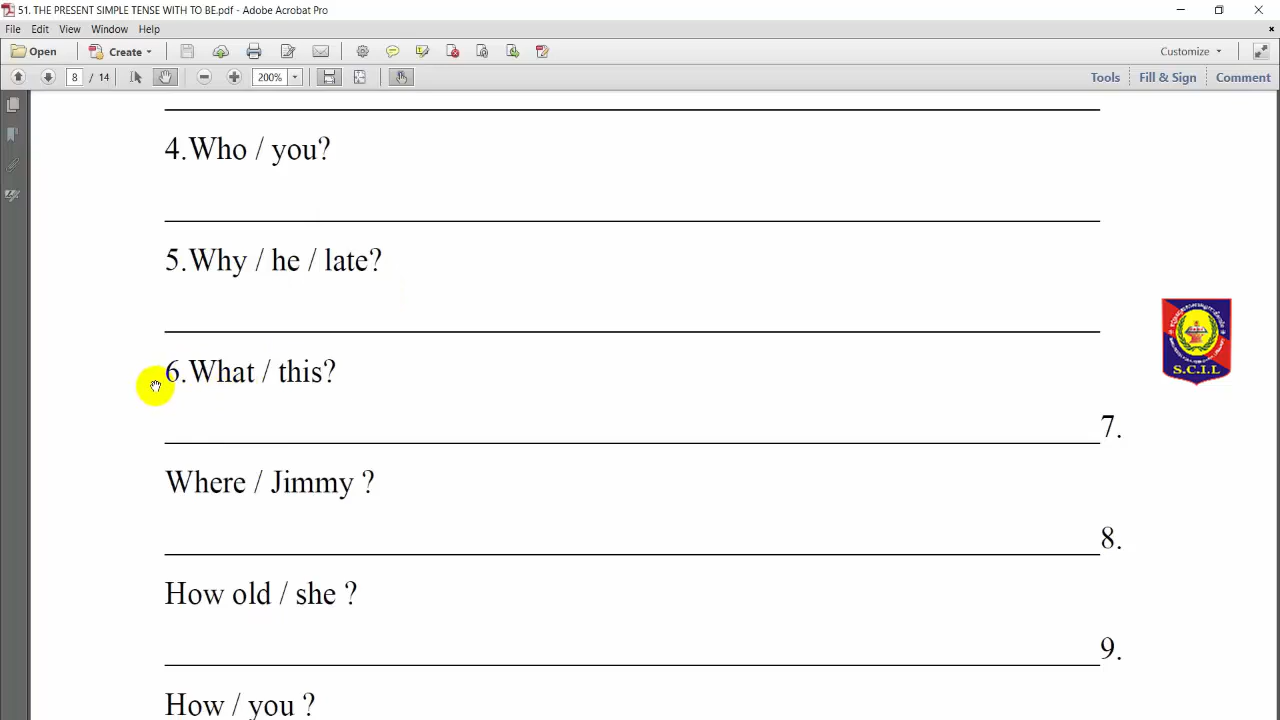 51. THE PRESENT SIMPLE TENSE WITH TO BE.pdf - Adobe Acrobat Pro
File Edit View Window Help
Open Create Customize
8 / 14 200% Tools Fill & Sign Comment
4.Who / you?
5.Why / he / late?
S.C.I.L
6.What / this?
7.
Where / Jimmy ?
8.
How old / she ?
9.
How / you ?